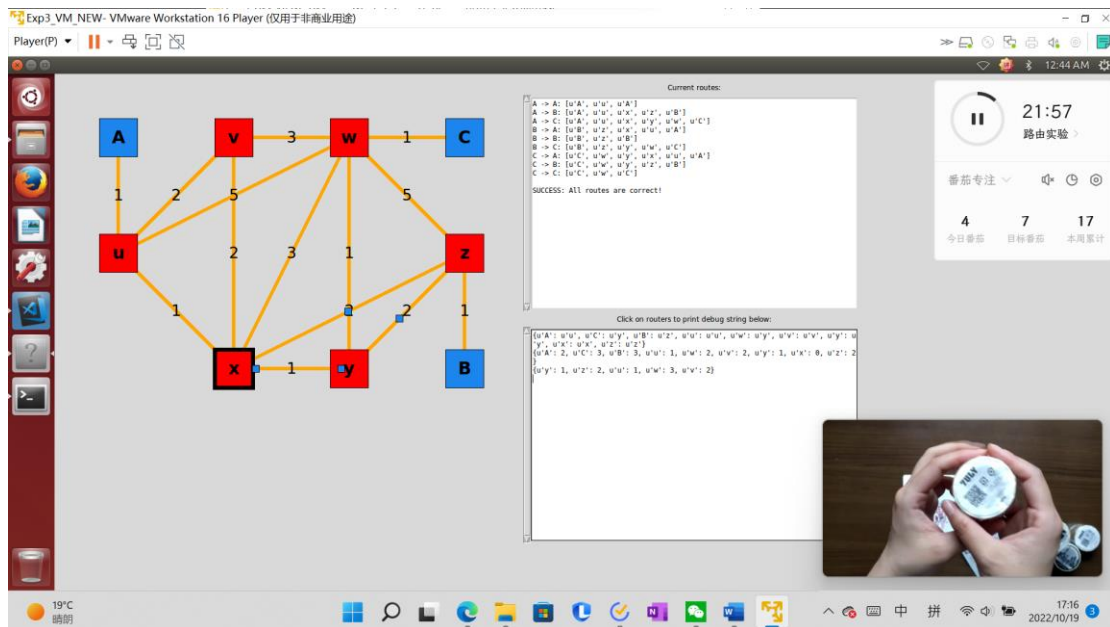 Exp3_VM_NEW- VMware Workstation 16 Player (仅用于非商业用途)
Player(P)
12:44 AM
A
v
3
w
1
C
1
2
5
5
u
2
3
1
z
1
2
2
1
x
1
y
B
Current routes:
A -> A: [u'A', u'u', u'A']
A -> B: [u'A', u'u', u'x', u'z', u'B']
A -> C: [u'A', u'u', u'x', u'y', u'w', u'C']
B -> A: [u'B', u'z', u'x', u'u', u'A']
B -> B: [u'B', u'z', u'B']
B -> C: [u'B', u'z', u'y', u'w', u'C']
C -> A: [u'C', u'w', u'y', u'x', u'u', u'A']
C -> B: [u'C', u'w', u'y', u'z', u'B']
C -> C: [u'C', u'w', u'C']
SUCCESS: All routes are correct!
Click on routers to print debug string below:
{u'A': u'u', u'C': u'y', u'B': u'z', u'u': u'u', u'w': u'y', u'v': u'v', u'y': u
'y', u'x': u'x', u'z': u'z'}
{u'A': 2, u'C': 3, u'B': 3, u'u': 1, u'w': 2, u'v': 2, u'y': 1, u'x': 0, u'z': 2
}
{u'y': 1, u'z': 2, u'u': 1, u'w': 3, u'v': 2}
21:57
路由实验
番茄专注
4
7
17
今日番茄
目标番茄
本周累计
19°C
晴朗
中
拼
17:16
2022/10/19
3